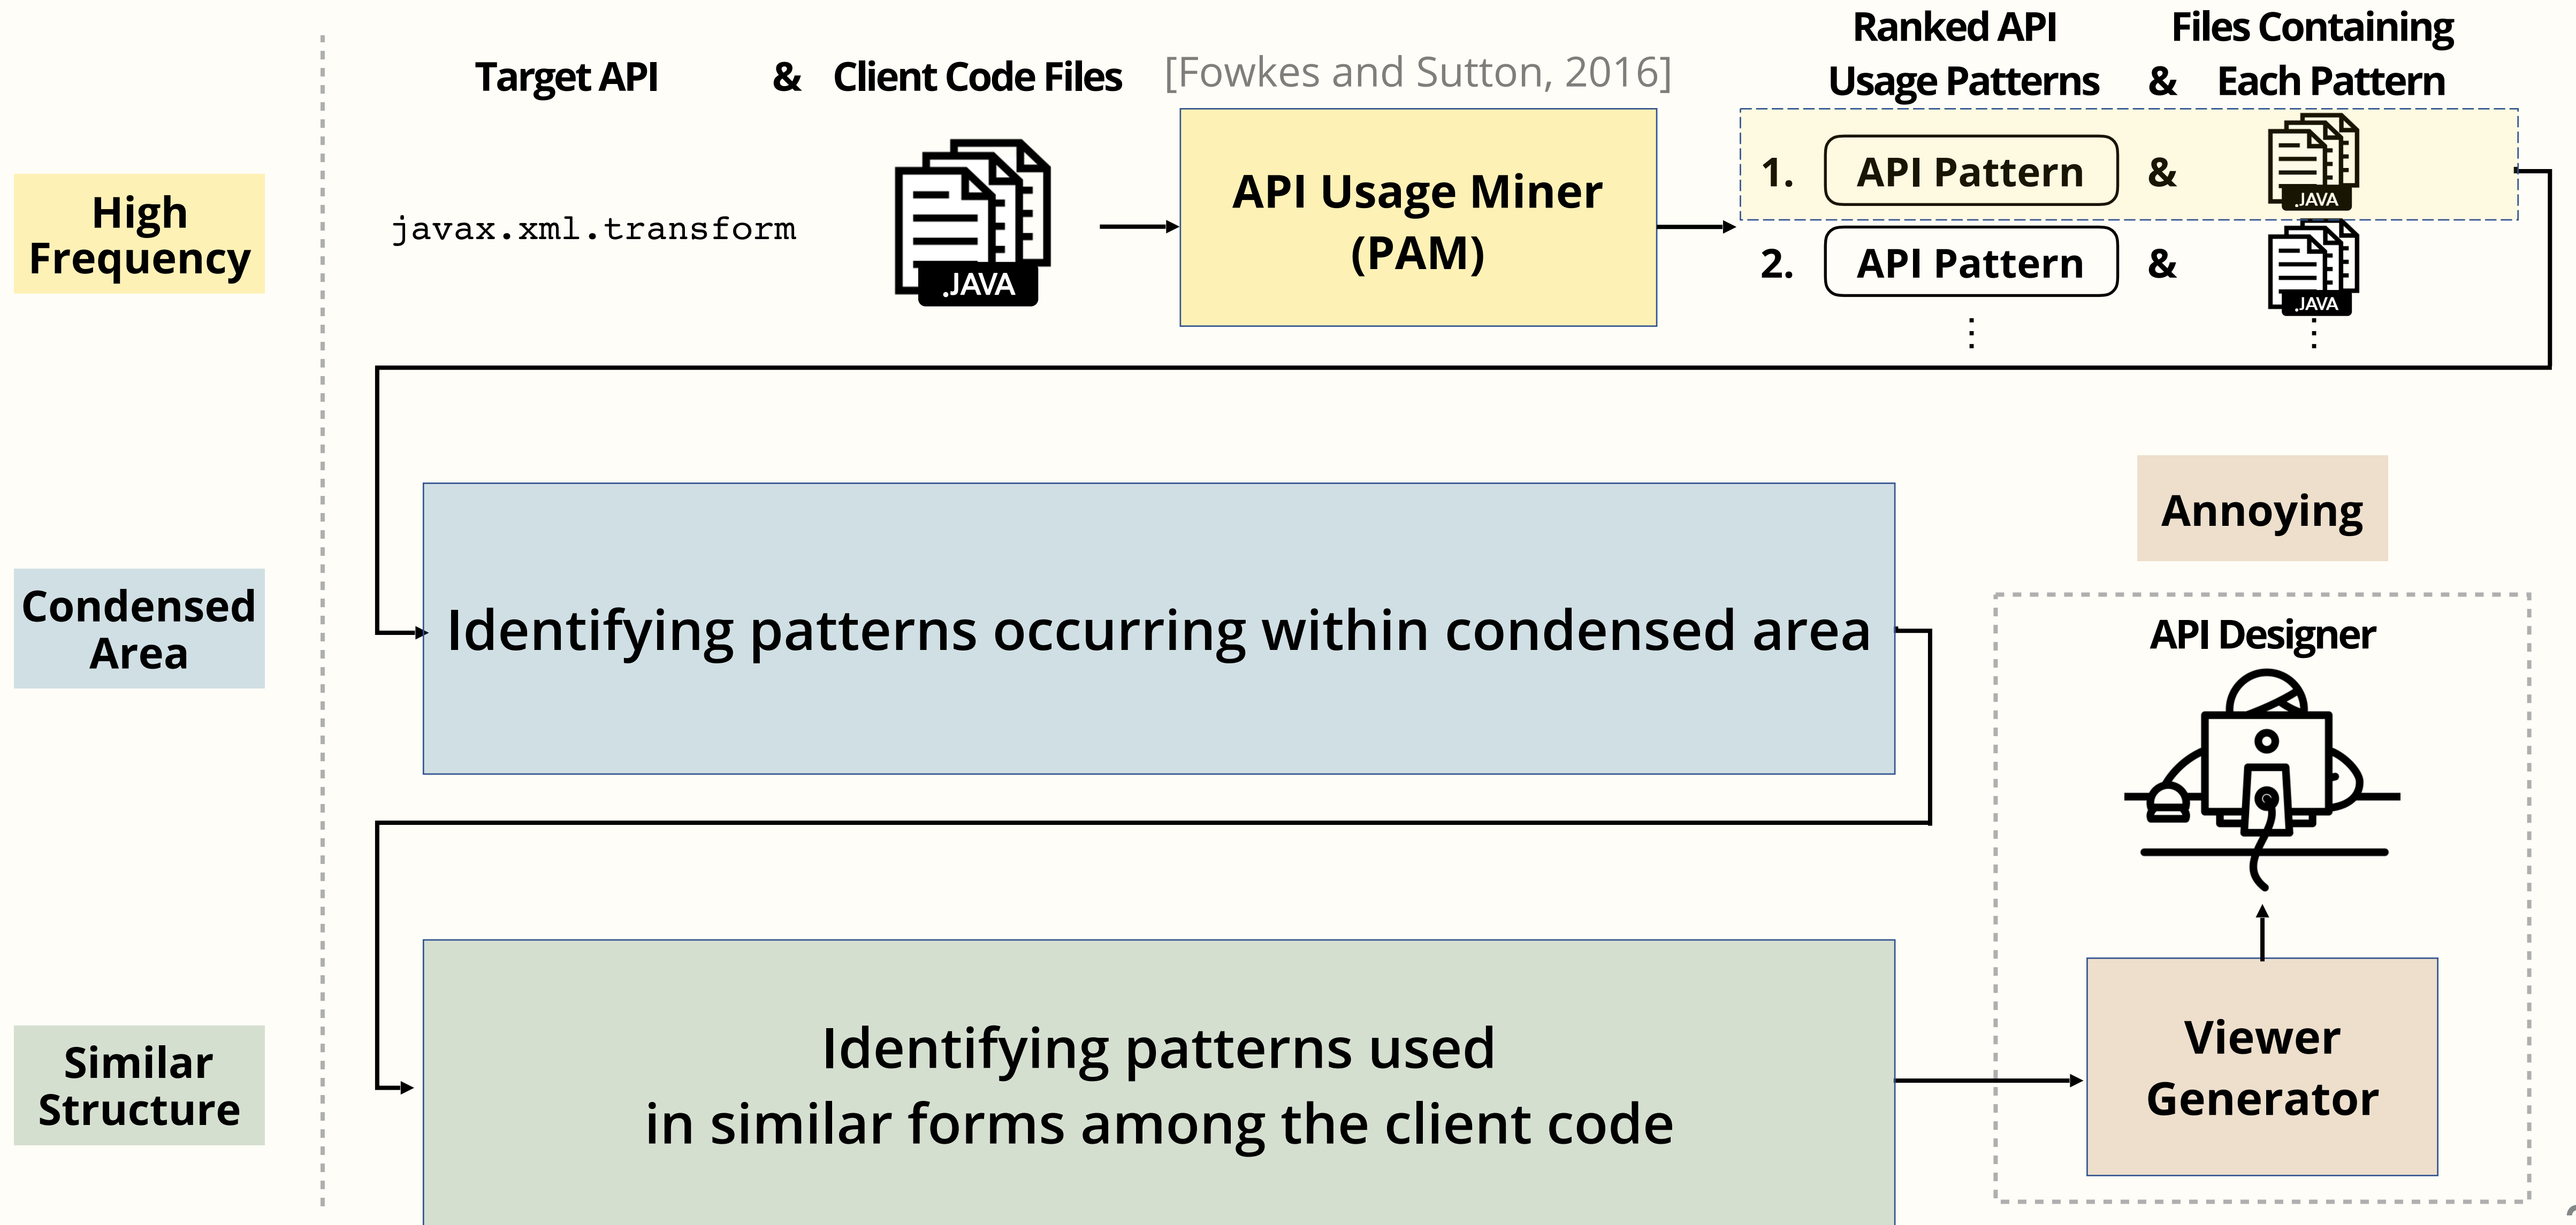 Target API & Client Code Files [Fowkes and Sutton, 2016]
Ranked API
Usage Patterns & Files Containing
Each Pattern
High
Frequency
javax.xml.transform
.JAVA
API Usage Miner
(PAM)
1. API Pattern & .JAVA
2. API Pattern & .JAVA
Condensed
Area
Identifying patterns occurring within condensed area
Annoying
API Designer
Similar
Structure
Identifying patterns used
in similar forms among the client code
Viewer
Generator